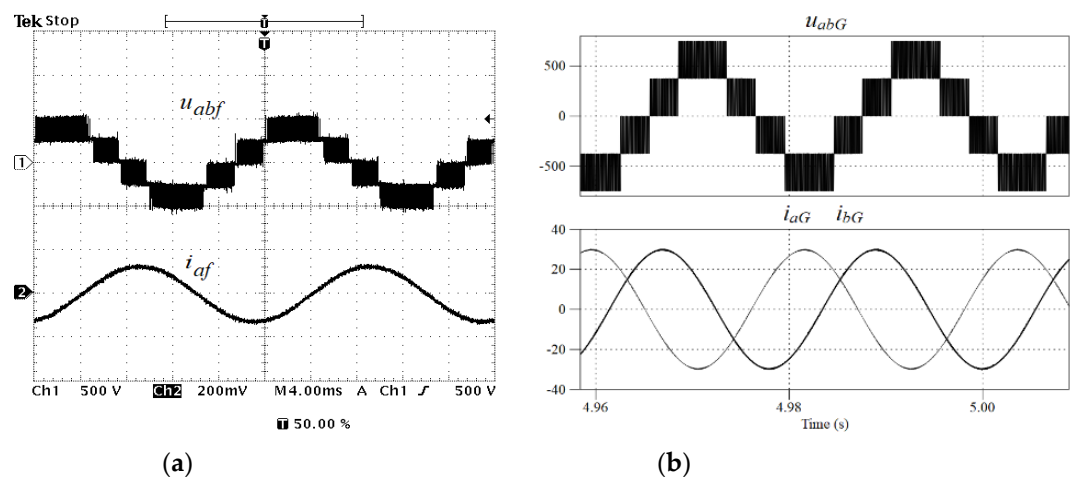 Tek Stop
T
T
u_abf
1
i_af
2
Ch1 500 V Ch2 200mV M4.00ms A Ch1 500 V
T 50.00 %
(a)
u_abG
500
0
-500
i_aG i_bG
40
20
0
-20
-40
4.96 4.98 5.00
Time (s)
(b)